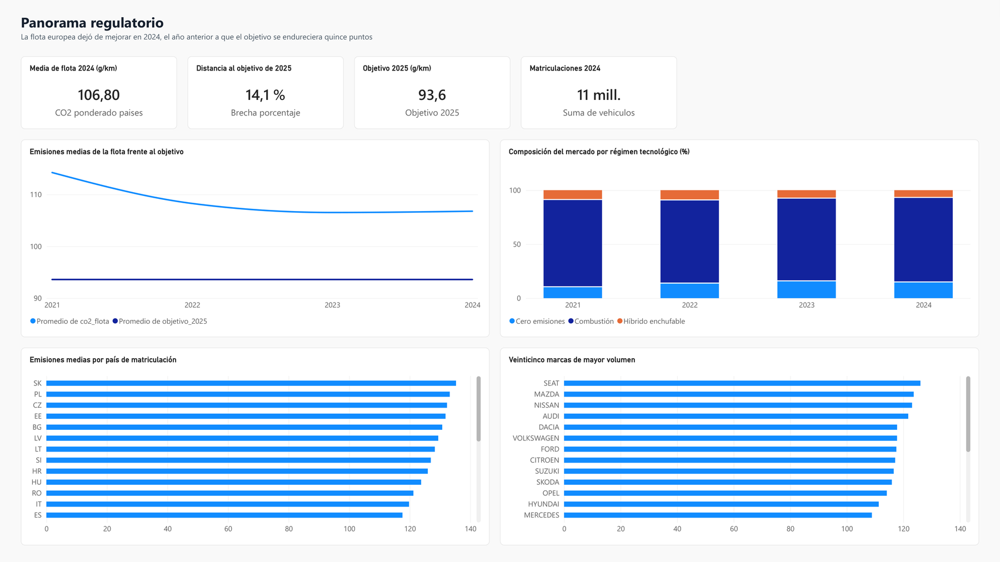 Panorama regulatorio
La flota europea dejó de mejorar en 2024, el año anterior a que el objetivo se endureciera quince puntos
Media de flota 2024 (g/km)
106,80
CO2 ponderado paises
Distancia al objetivo de 2025
14,1 %
Brecha porcentaje
Objetivo 2025 (g/km)
93,6
Objetivo 2025
Matriculaciones 2024
11 mill.
Suma de vehiculos
Emisiones medias de la flota frente al objetivo
110
100
90
2021 2022 2023 2024
Promedio de co2_flota Promedio de objetivo_2025
Composición del mercado por régimen tecnológico (%)
100
50
0
2021 2022 2023 2024
Cero emisiones Combustión Híbrido enchufable
Emisiones medias por país de matriculación
SK
PL
CZ
EE
BG
LV
LT
SI
HR
HU
RO
IT
ES
0 20 40 60 80 100 120 140
Veinticinco marcas de mayor volumen
SEAT
MAZDA
NISSAN
AUDI
DACIA
VOLKSWAGEN
FORD
CITROEN
SUZUKI
SKODA
OPEL
HYUNDAI
MERCEDES
0 20 40 60 80 100 120 140